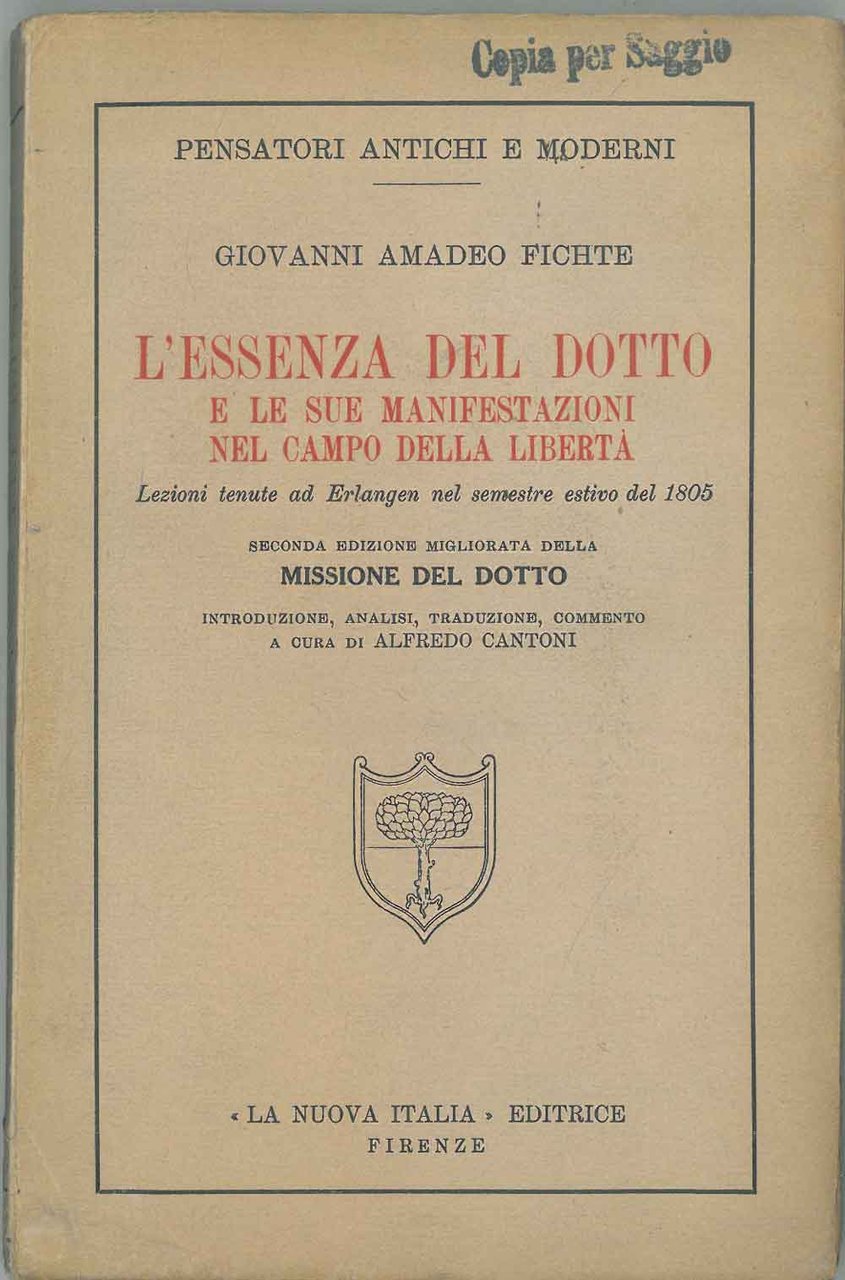 Copia per Saggio
PENSATORI ANTICHI E MODERNI
GIOVANNI AMADEO FICHTE
L'ESSENZA DEL DOTTO
E LE SUE MANIFESTAZIONI
NEL CAMPO DELLA LIBERTÀ
Lezioni tenute ad Erlangen nel semestre estivo del 1805
SECONDA EDIZIONE MIGLIORATA DELLA
MISSIONE DEL DOTTO
INTRODUZIONE, ANALISI, TRADUZIONE, COMMENTO
A CURA DI ALFREDO CANTONI
« LA NUOVA ITALIA » EDITRICE
FIRENZE